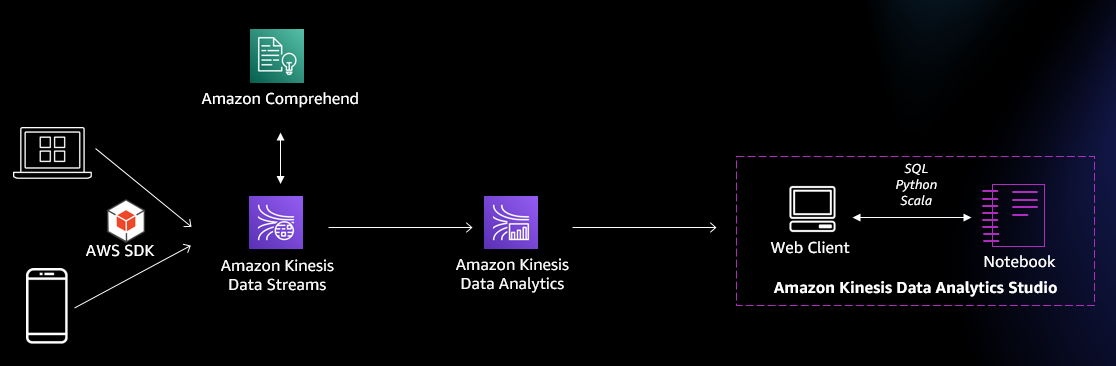 Amazon Comprehend
AWS SDK
Amazon Kinesis
Data Streams
Amazon Kinesis
Data Analytics
SQL
Python
Scala
Web Client
Notebook
Amazon Kinesis Data Analytics Studio